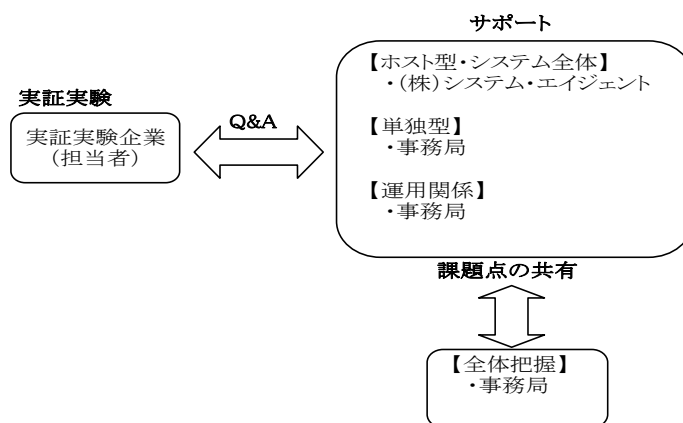 サポート
【ホスト型・システム全体】
・(株)システム・エイジェント
【単独型】
・事務局
【運用関係】
・事務局
実証実験
実証実験企業
(担当者)
Q&A
課題点の共有
【全体把握】
・事務局